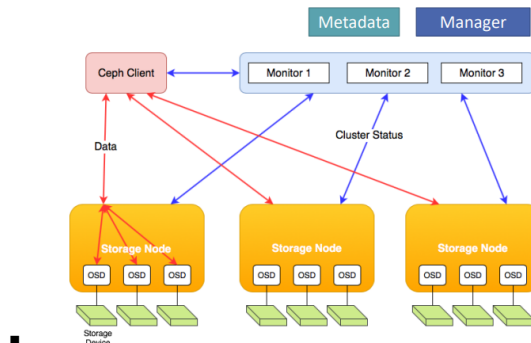 Metadata
Manager
Ceph Client
Monitor 1
Monitor 2
Monitor 3
Cluster Status
Data
Storage Node
Storage Node
Storage Node
OSD
OSD
OSD
OSD
OSD
OSD
OSD
OSD
OSD
Storage
Device